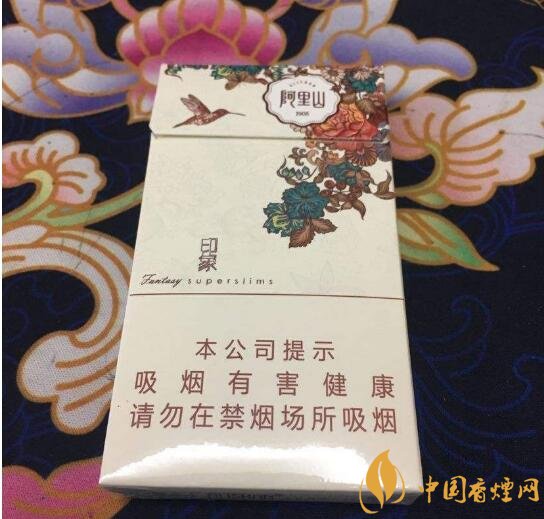 阿里山
1905
印象
Fantasy superslims
本公司提示
吸烟有害健康
请勿在禁烟场所吸烟
中国香烟网